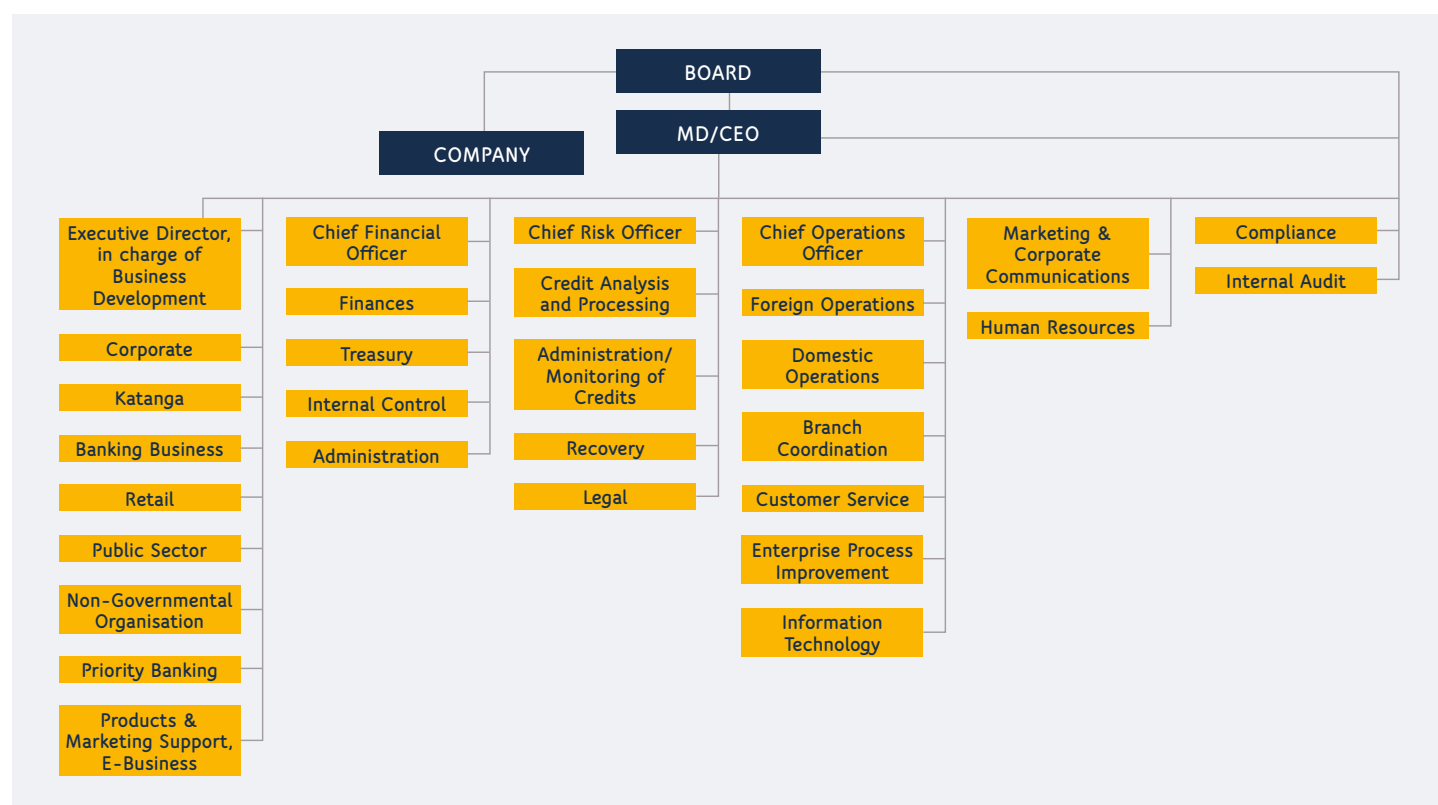 BOARD
MD/CEO
COMPANY
Executive Director,
in charge of
Business
Development
Corporate
Katanga
Banking Business
Retail
Public Sector
Non-Governmental
Organisation
Priority Banking
Products &
Marketing Support,
E-Business
Chief Financial
Officer
Finances
Treasury
Internal Control
Administration
Chief Risk Officer
Credit Analysis
and Processing
Administration/
Monitoring of
Credits
Recovery
Legal
Chief Operations
Officer
Foreign Operations
Domestic
Operations
Branch
Coordination
Customer Service
Enterprise Process
Improvement
Information
Technology
Marketing &
Corporate
Communications
Human Resources
Compliance
Internal Audit